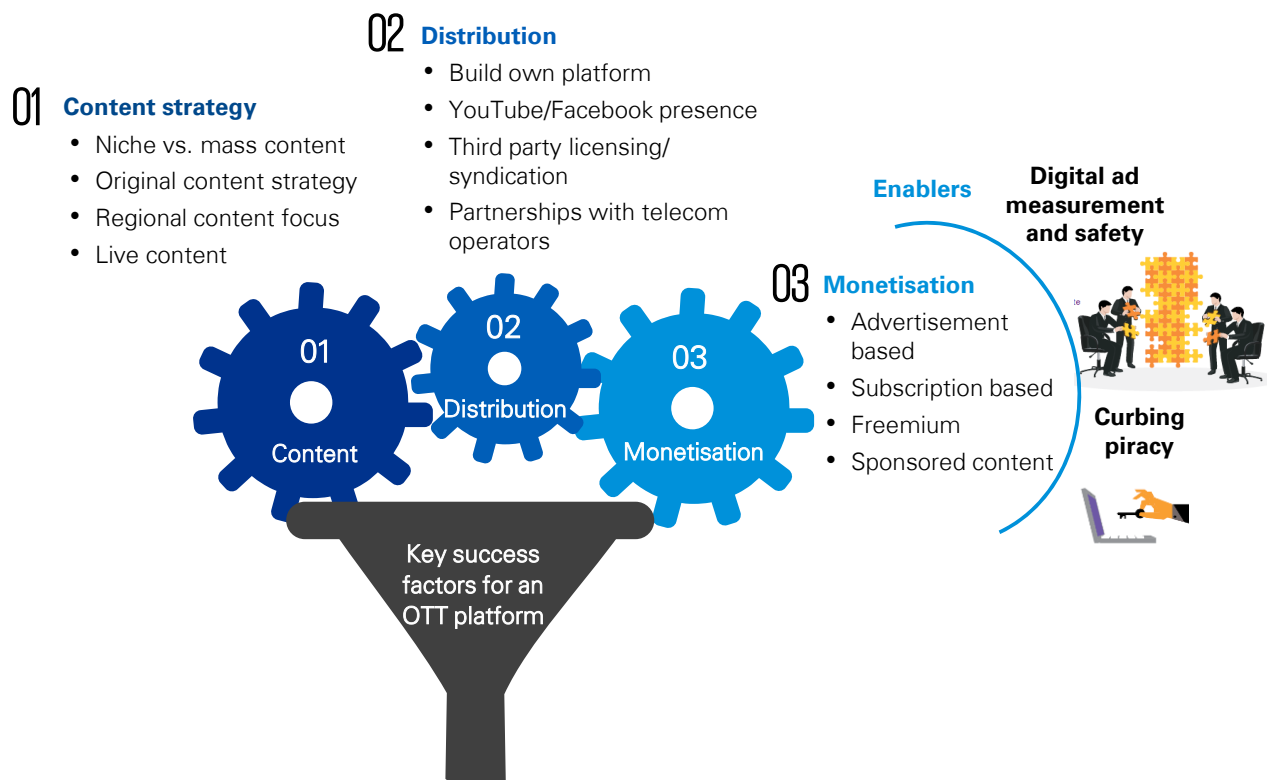 02 Distribution
• Build own platform
• YouTube/Facebook presence
• Third party licensing/
syndication
• Partnerships with telecom
operators
01 Content strategy
• Niche vs. mass content
• Original content strategy
• Regional content focus
• Live content
Enablers
Digital ad
measurement
and safety
03 Monetisation
• Advertisement
based
• Subscription based
• Freemium
• Sponsored content
Curbing
piracy
01
Content
02
Distribution
03
Monetisation
Key success
factors for an
OTT platform